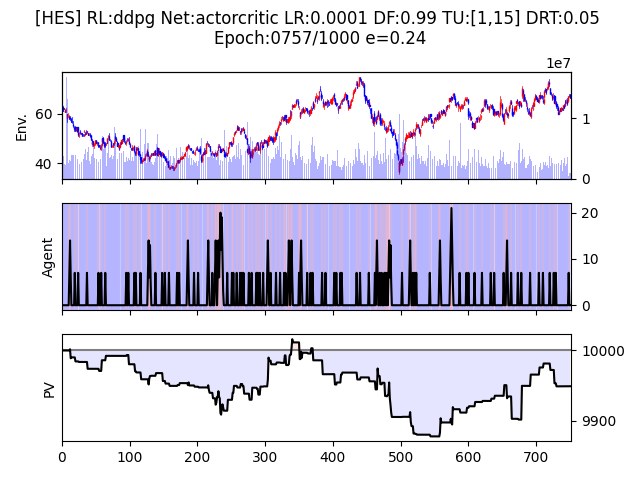 [HES] RL:ddpg Net:actorcritic LR:0.0001 DF:0.99 TU:[1,15] DRT:0.05
Epoch:0757/1000 e=0.24
1e7
Env.
60
40
1
0
Agent
20
10
0
PV
10000
9900
0 100 200 300 400 500 600 700